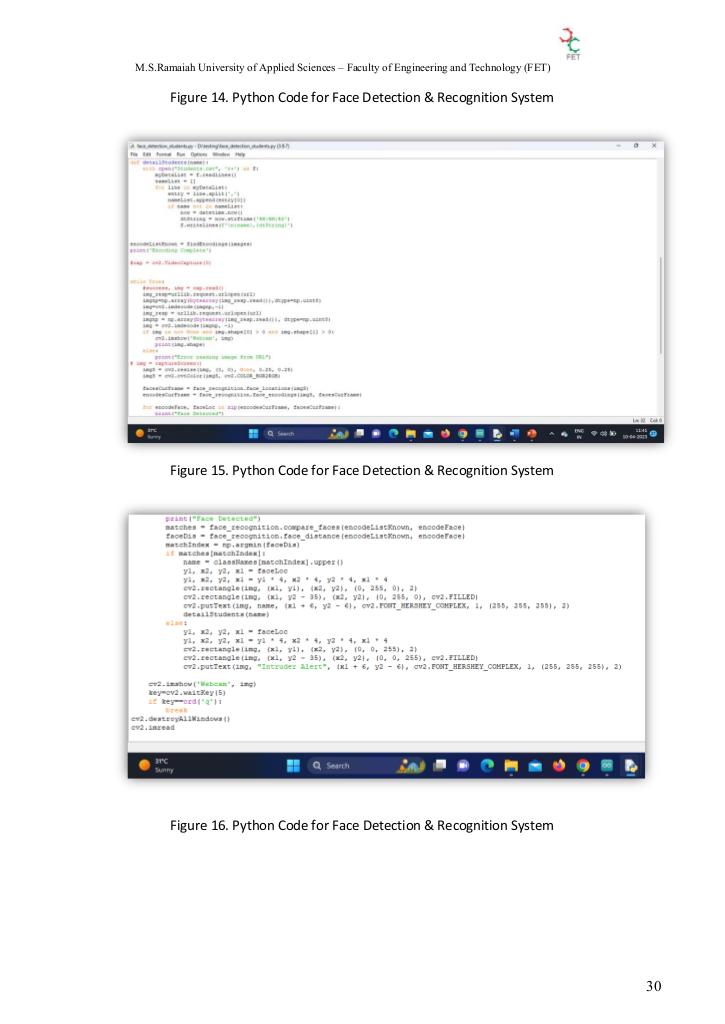 FET
M.S.Ramaiah University of Applied Sciences – Faculty of Engineering and Technology (FET)
Figure 14. Python Code for Face Detection & Recognition System
face_detection_students.py - D:\testing\face_detection_students.py (3.9.7)
File Edit Format Run Options Window Help
def detailStudents(name):
with open("Students.csv", 'r+') as f:
myDataList = f.readlines()
nameList = []
for line in myDataList:
entry = line.split(',')
nameList.append(entry[0])
if name not in nameList:
now = datetime.now()
dtString = now.strftime('%H:%M:%S')
f.writelines(f'\n{name},{dtString}')
encodeListKnown = findEncodings(images)
print('Encoding Complete')
#cap = cv2.VideoCapture(0)
while True:
#success, img = cap.read()
img_resp=urllib.request.urlopen(url)
imgnp=np.array(bytearray(img_resp.read()),dtype=np.uint8)
img=cv2.imdecode(imgnp,-1)
img_resp = urllib.request.urlopen(url)
imgnp = np.array(bytearray(img_resp.read()), dtype=np.uint8)
img = cv2.imdecode(imgnp, -1)
if img is not None and img.shape[0] > 0 and img.shape[1] > 0:
cv2.imshow('Webcam', img)
print(img.shape)
else:
print("Error reading image from URL")
# img = captureScreen()
imgS = cv2.resize(img, (0, 0), None, 0.25, 0.25)
imgS = cv2.cvtColor(imgS, cv2.COLOR_BGR2RGB)
facesCurFrame = face_recognition.face_locations(imgS)
encodesCurFrame = face_recognition.face_encodings(imgS, facesCurFrame)
for encodeFace, faceLoc in zip(encodesCurFrame, facesCurFrame):
print("Face Detected")
Ln: 32 Col: 6
31°C
Sunny
Search
ENG
IN
11:41
10-04-2023
Figure 15. Python Code for Face Detection & Recognition System
print("Face Detected")
matches = face_recognition.compare_faces(encodeListKnown, encodeFace)
faceDis = face_recognition.face_distance(encodeListKnown, encodeFace)
matchIndex = np.argmin(faceDis)
if matches[matchIndex]:
name = classNames[matchIndex].upper()
y1, x2, y2, x1 = faceLoc
y1, x2, y2, x1 = y1 * 4, x2 * 4, y2 * 4, x1 * 4
cv2.rectangle(img, (x1, y1), (x2, y2), (0, 255, 0), 2)
cv2.rectangle(img, (x1, y2 - 35), (x2, y2), (0, 255, 0), cv2.FILLED)
cv2.putText(img, name, (x1 + 6, y2 - 6), cv2.FONT_HERSHEY_COMPLEX, 1, (255, 255, 255), 2)
detailStudents(name)
else:
y1, x2, y2, x1 = faceLoc
y1, x2, y2, x1 = y1 * 4, x2 * 4, y2 * 4, x1 * 4
cv2.rectangle(img, (x1, y1), (x2, y2), (0, 0, 255), 2)
cv2.rectangle(img, (x1, y2 - 35), (x2, y2), (0, 0, 255), cv2.FILLED)
cv2.putText(img, "Intruder Alert", (x1 + 6, y2 - 6), cv2.FONT_HERSHEY_COMPLEX, 1, (255, 255, 255), 2)
cv2.imshow('Webcam', img)
key=cv2.waitKey(5)
if key==ord('q'):
break
cv2.destroyAllWindows()
cv2.imread
31°C
Sunny
Search
Figure 16. Python Code for Face Detection & Recognition System
30